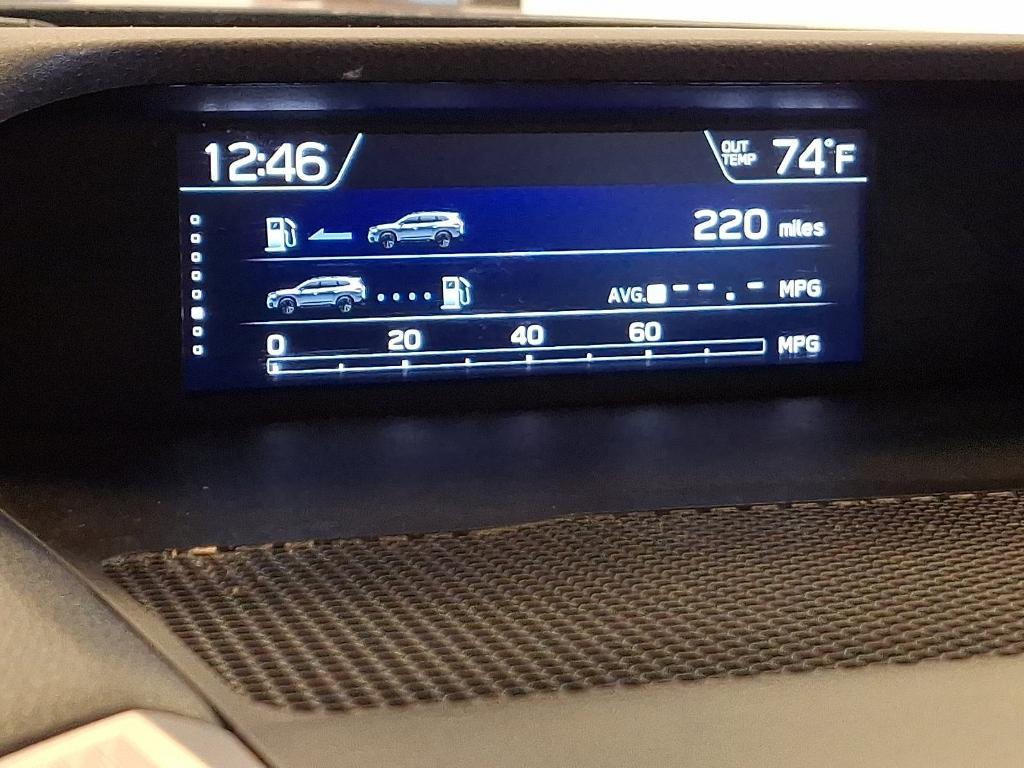 12:46
OUT TEMP 74°F
220 miles
AVG. -- . - MPG
0 20 40 60 MPG